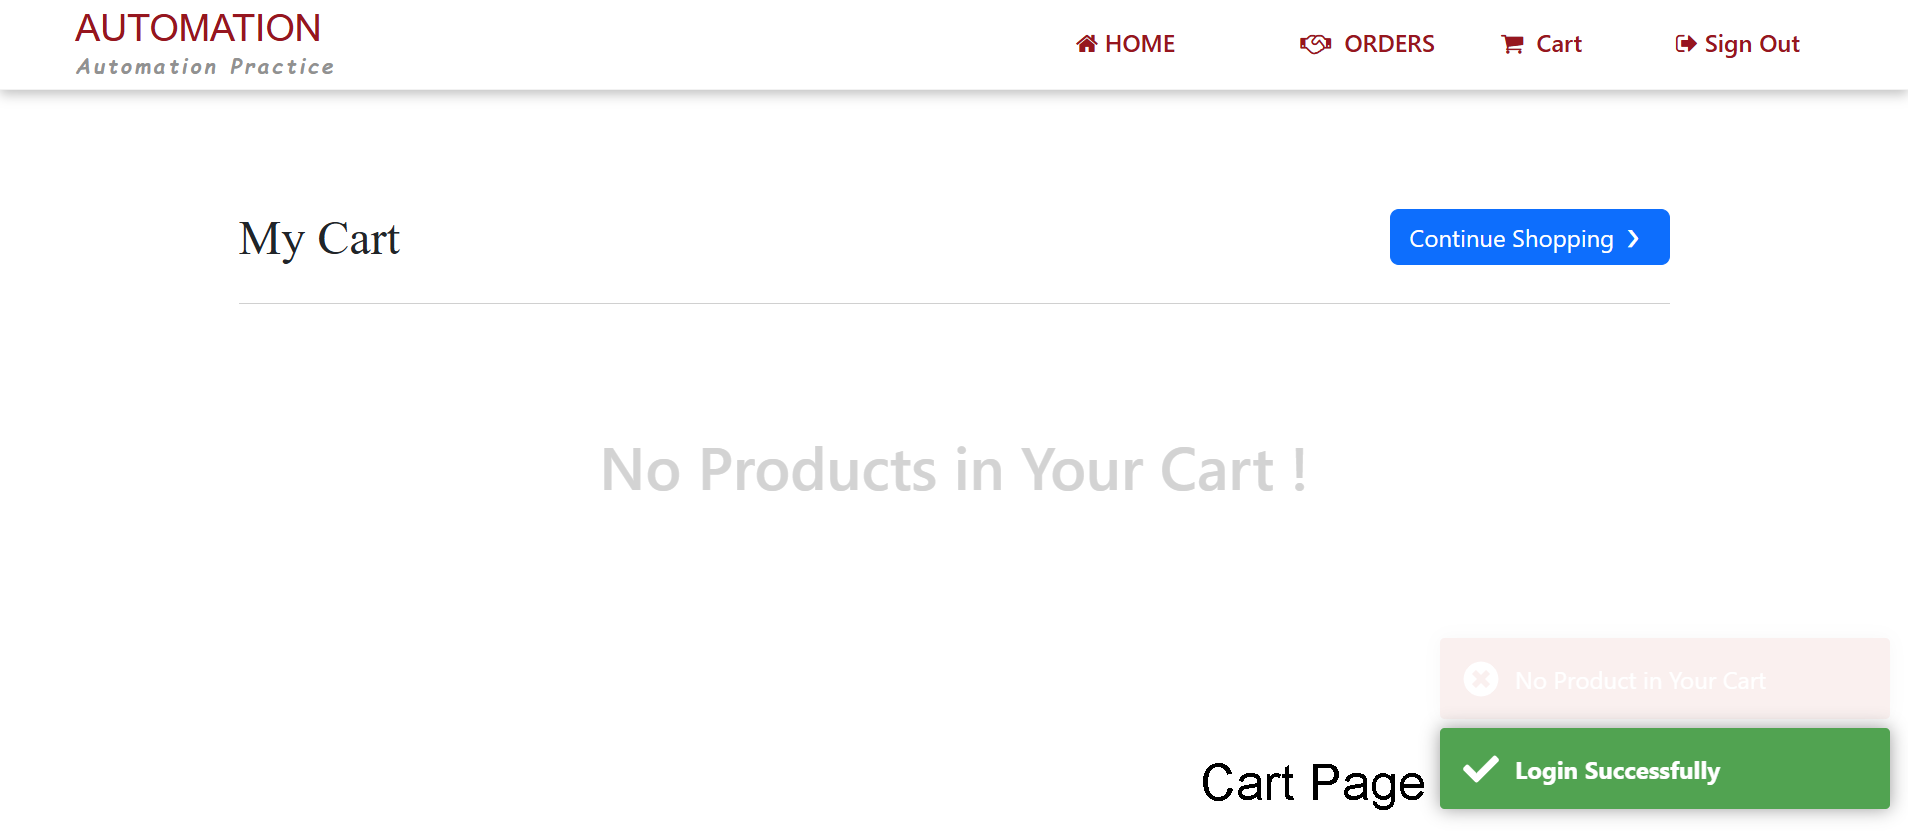 AUTOMATION
Automation Practice
HOME
ORDERS
Cart
Sign Out
My Cart
Continue Shopping ❯
No Products in Your Cart !
No Product in Your Cart
Login Successfully
Cart Page